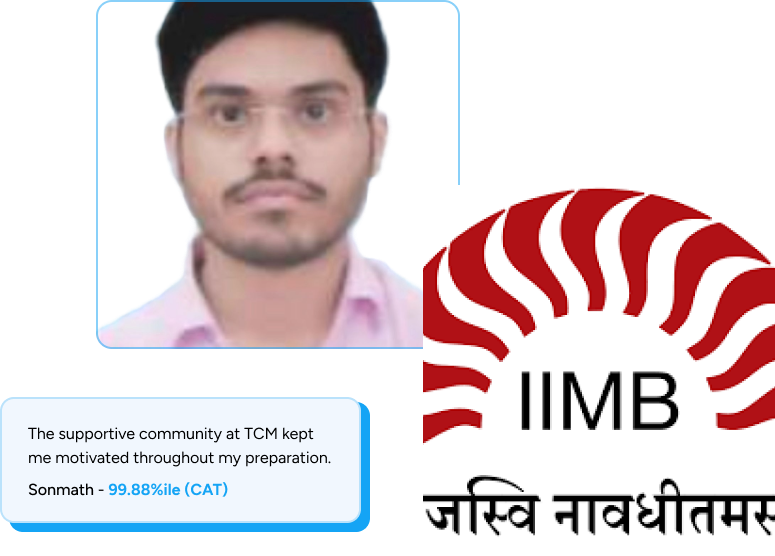 IIMB
जस्वि नावधीतमस
The supportive community at TCM kept
me motivated throughout my preparation.
Sonmath - 99.88%ile (CAT)